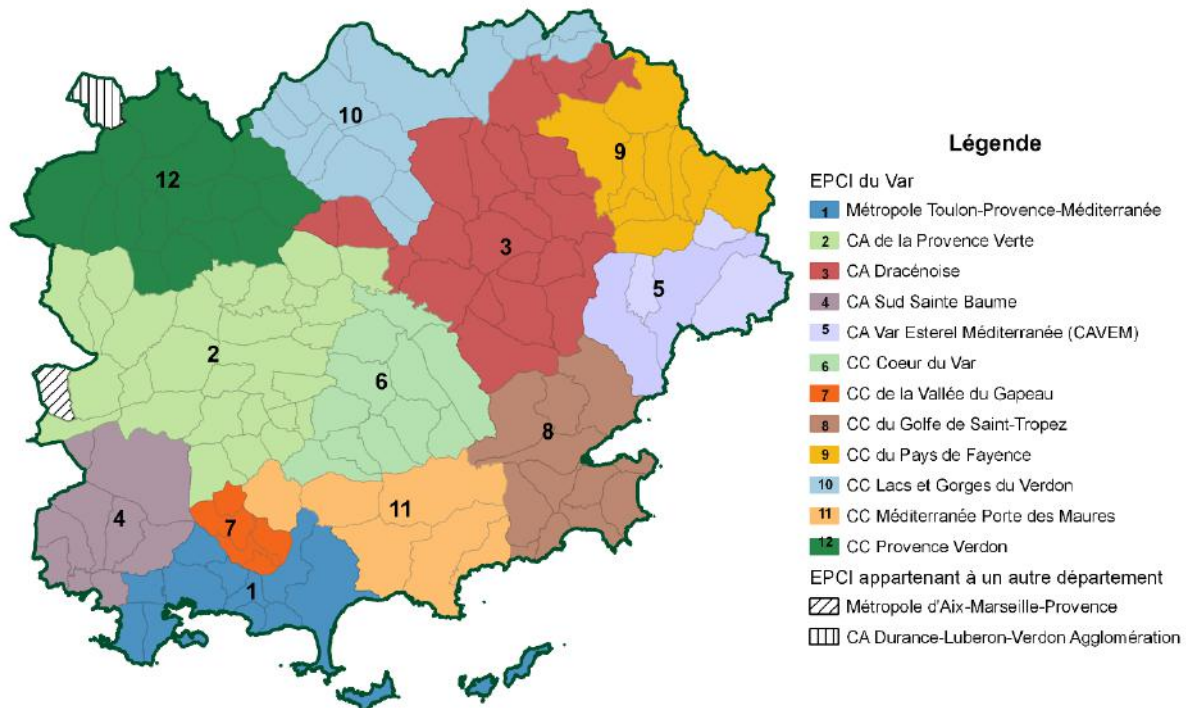 10
12
9
3
5
2
6
8
4
7
11
1
Légende
EPCI du Var
1 Métropole Toulon-Provence-Méditerranée
2 CA de la Provence Verte
3 CA Dracénoise
4 CA Sud Sainte Baume
5 CA Var Esterel Méditerranée (CAVEM)
6 CC Coeur du Var
7 CC de la Vallée du Gapeau
8 CC du Golfe de Saint-Tropez
9 CC du Pays de Fayence
10 CC Lacs et Gorges du Verdon
11 CC Méditerranée Porte des Maures
12 CC Provence Verdon
EPCI appartenant à un autre département
Métropole d'Aix-Marseille-Provence
CA Durance-Luberon-Verdon Agglomération